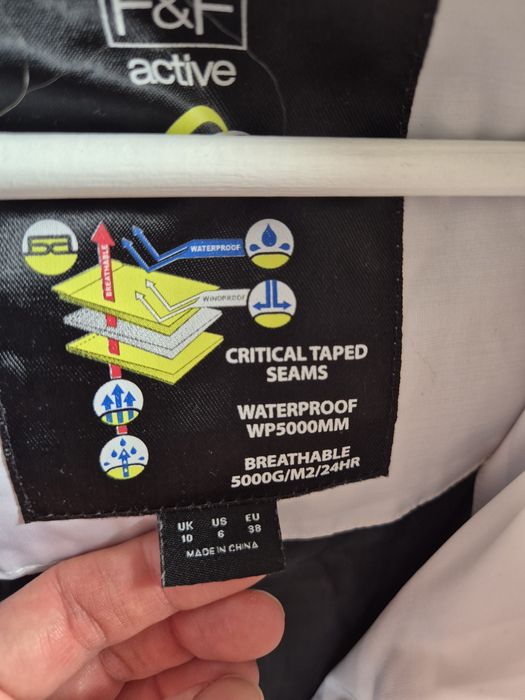 F&F
active
BREATHABLE
WATERPROOF
WINDPROOF
CRITICAL TAPED
SEAMS
WATERPROOF
WP5000MM
BREATHABLE
5000G/M2/24HR
UK US EU
10 6 38
MADE IN CHINA